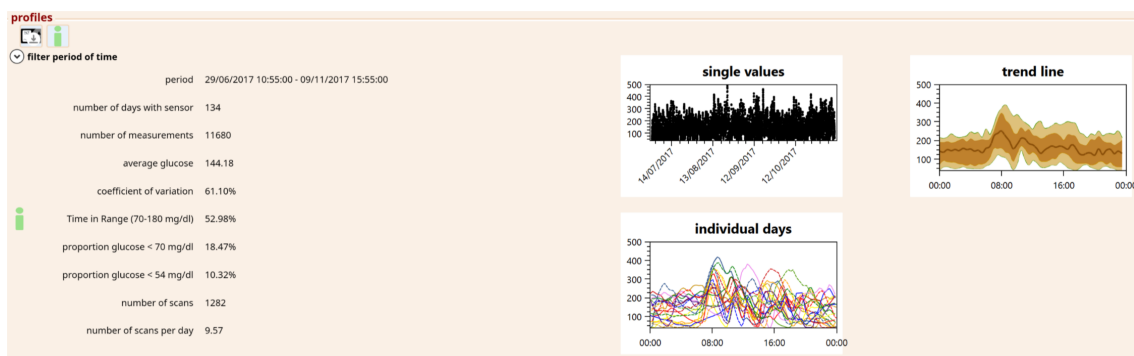 profiles
filter period of time
period 29/06/2017 10:55:00 - 09/11/2017 15:55:00
number of days with sensor 134
number of measurements 11680
average glucose 144.18
coefficient of variation 61.10%
Time in Range (70-180 mg/dl) 52.98%
proportion glucose < 70 mg/dl 18.47%
proportion glucose < 54 mg/dl 10.32%
number of scans 1282
number of scans per day 9.57
single values
500
400
300
200
100
14/07/2017 13/08/2017 12/09/2017 12/10/2017
trend line
500
400
300
200
100
00:00 08:00 16:00 00:00
individual days
500
400
300
200
100
00:00 08:00 16:00 00:00